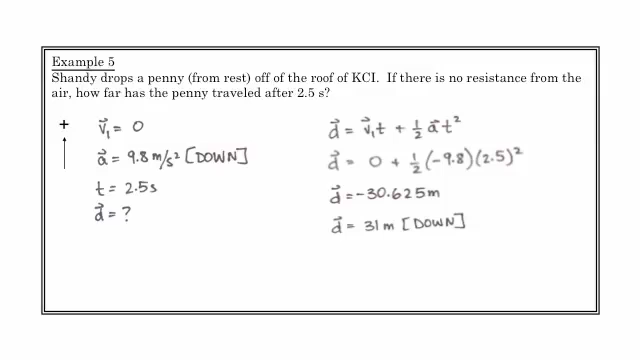 Example 5
Shandy drops a penny (from rest) off of the roof of KCI. If there is no resistance from the
air, how far has the penny traveled after 2.5 s?
+
v⃗₁ = 0
a⃗ = 9.8 m/s² [DOWN]
t = 2.5s
d⃗ = ?
d⃗ = v⃗₁t + ½ a⃗t²
d⃗ = 0 + ½(-9.8)(2.5)²
d⃗ = -30.625m
d⃗ = 31 m [DOWN]